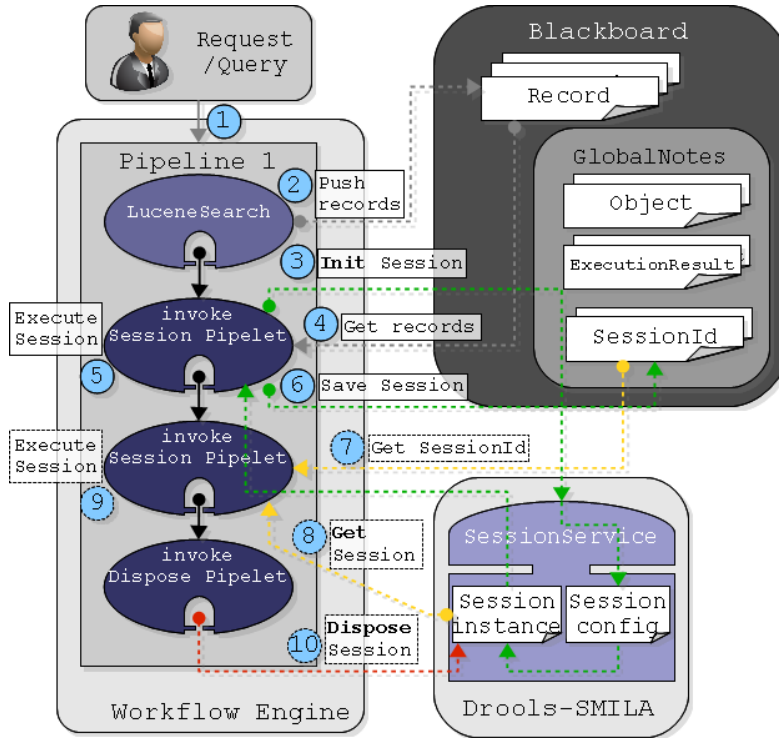 Request
/Query
1
Workflow Engine
Pipeline 1
LuceneSearch
2
Push
records
3
Init Session
invoke
Session Pipelet
Execute
Session
5
4
Get records
6
Save Session
invoke
Session Pipelet
Execute
Session
9
7
Get SessionId
8
Get
Session
invoke
Dispose Pipelet
10
Dispose
Session
Blackboard
Record
GlobalNotes
Object
ExecutionResult
SessionId
SessionService
Session
instance
Session
config
Drools-SMILA